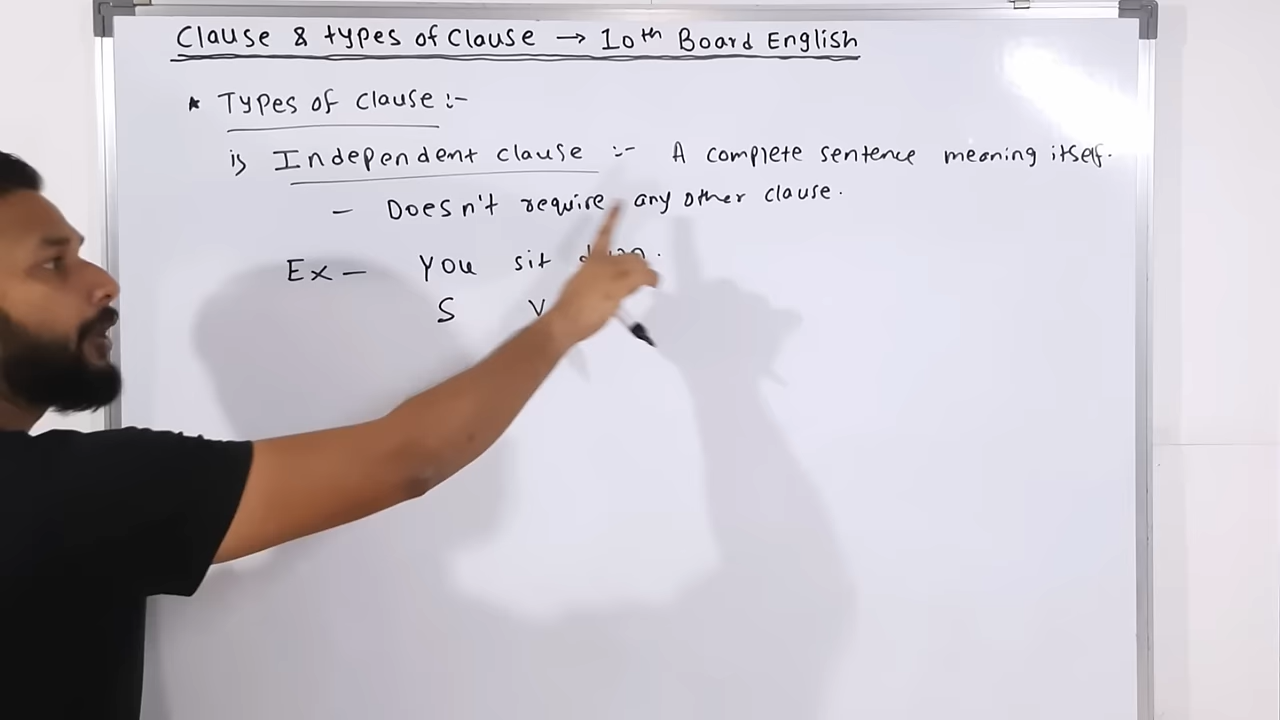 Clause & types of Clause → 10th Board English
* Types of clause :-
i> Independent clause :- A complete sentence meaning itself.
- Doesn't require any other clause.
Ex - You sit
S V